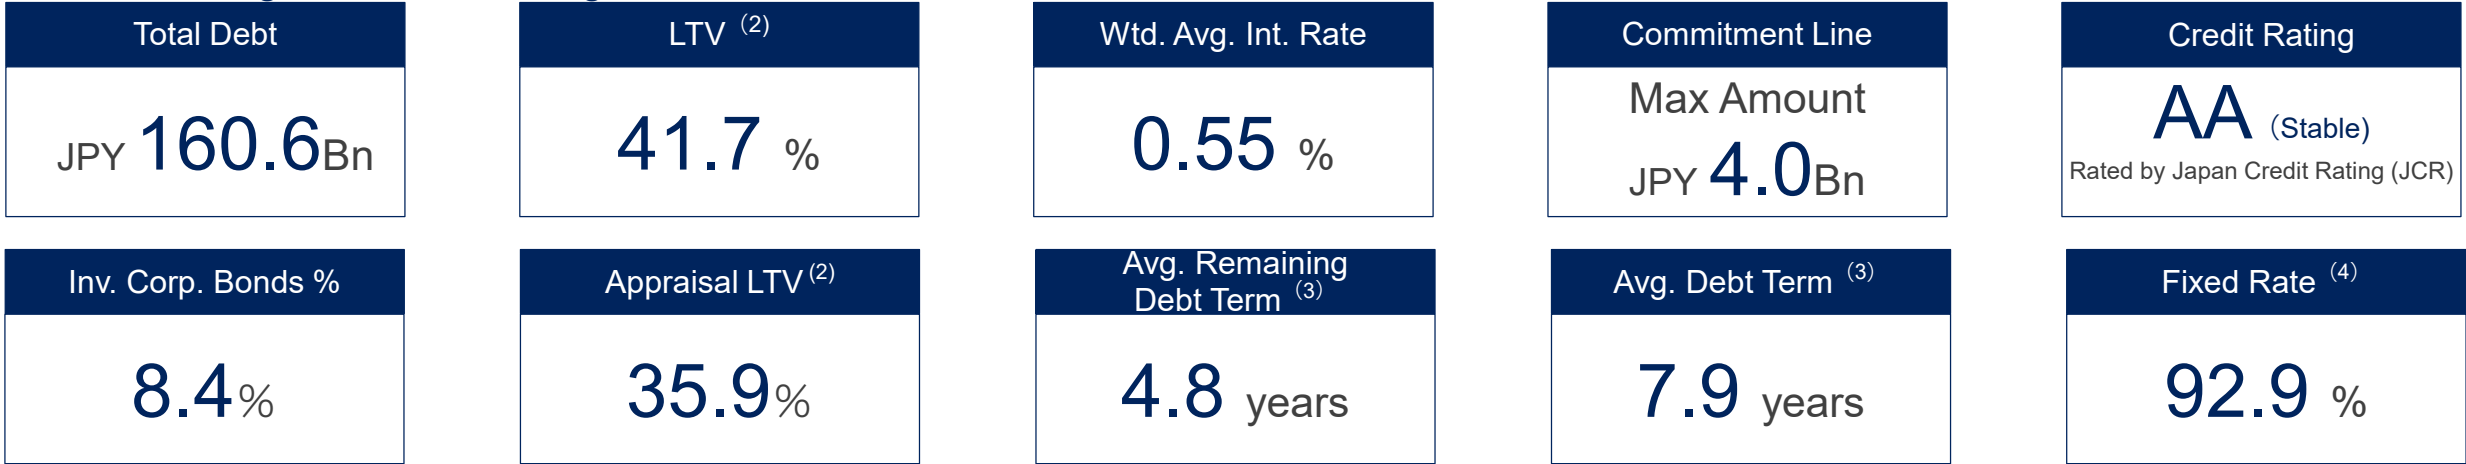 Total Debt
JPY 160.6Bn
LTV (2)
41.7 %
Wtd. Avg. Int. Rate
0.55 %
Commitment Line
Max Amount
JPY 4.0Bn
Credit Rating
AA (Stable)
Rated by Japan Credit Rating (JCR)
Inv. Corp. Bonds %
8.4%
Appraisal LTV (2)
35.9%
Avg. Remaining
Debt Term (3)
4.8 years
Avg. Debt Term (3)
7.9 years
Fixed Rate (4)
92.9 %